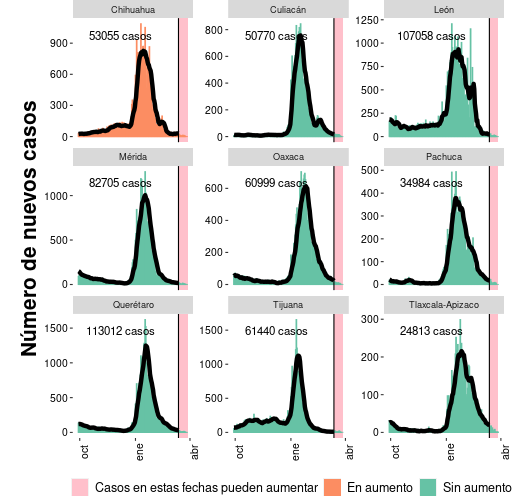 Número de nuevos casos
Chihuahua
53055 casos
900
600
300
0
Culiacán
50770 casos
800
600
400
200
0
León
107058 casos
1250
1000
750
500
250
0
Mérida
82705 casos
1000
500
0
Oaxaca
60999 casos
600
400
200
0
Pachuca
34984 casos
500
400
300
200
100
0
Querétaro
113012 casos
1500
1000
500
0
oct
ene
abr
Tijuana
61440 casos
1500
1000
500
0
oct
ene
abr
Tlaxcala-Apizaco
24813 casos
300
200
100
0
oct
ene
abr
Casos en estas fechas pueden aumentar
En aumento
Sin aumento